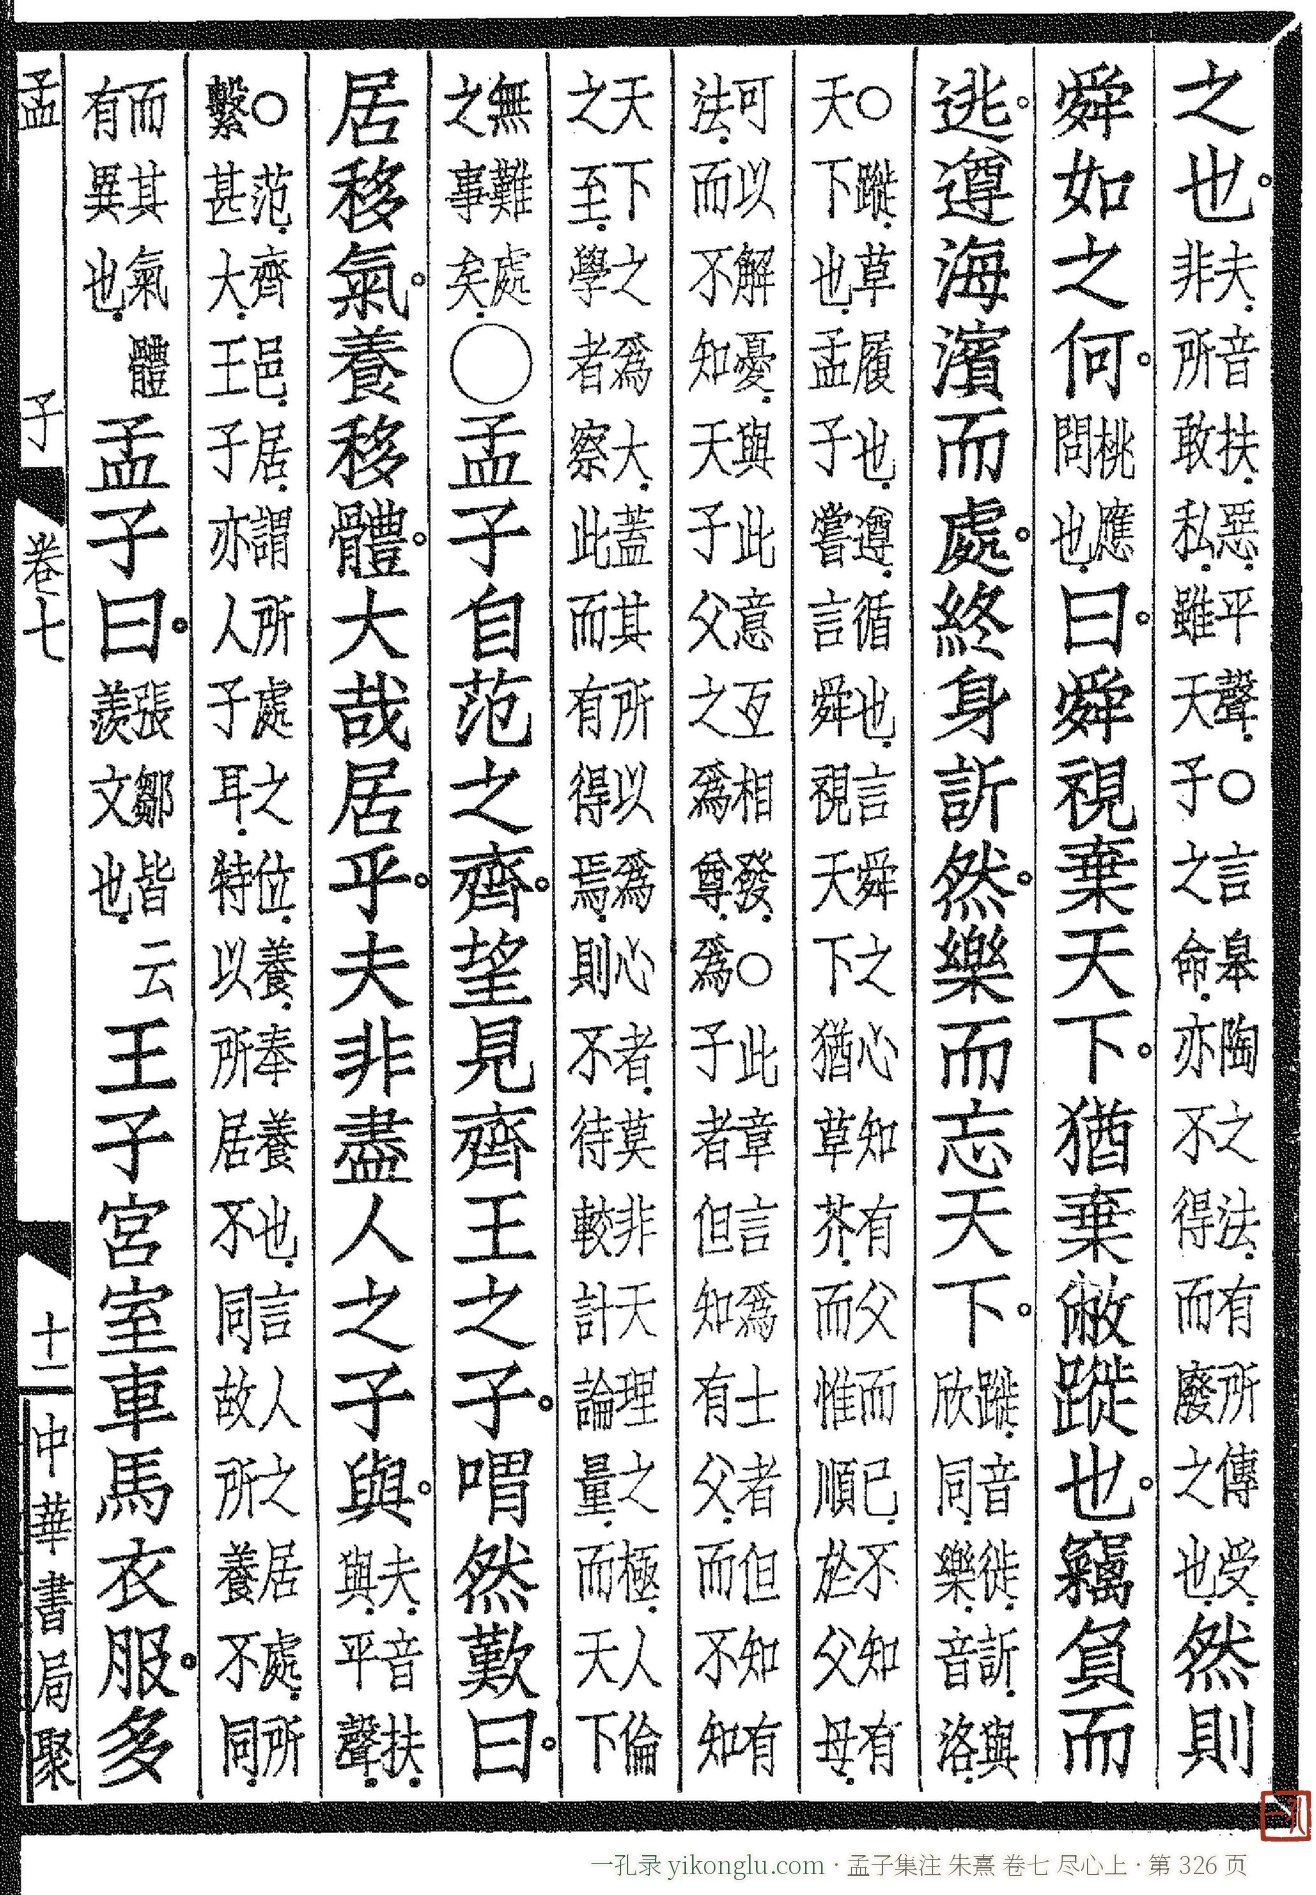 之也。夫音扶。惡。平聲。○言皋陶之法。有所傳受。非所敢私。雖天子之命。亦不得而廢之也。然則
舜如之何。桃應問也。曰。舜視棄天下。猶棄敝蹝也。竊負而
逃。遵海濱而處。終身訢然。樂而忘天下。蹝。音徙。訢。與欣同。樂。音洛。
○蹝。草履也。遵。循也。言舜之心知有父而已。不知有天下也。孟子嘗言舜視天下猶草芥。而惟順於父母。
可以解憂。與此意互相發。○此章言爲士者但知有法。而不知天子父之爲尊。爲子者但知有父。而不知
天下之爲大。蓋其所以爲心者。莫非天理之極。人倫之至。學者察此而有得焉。則不待較計論量。而天下
無難處之事矣。○孟子自范之齊。望見齊王之子。喟然歎曰。
居移氣。養移體。大哉居乎。夫非盡人之子與。夫。音扶。與。平聲。
○范。齊邑。居。謂所處之位。養。奉養也。言人之居處。所繫甚大。王子亦人子耳。特以所居不同。故所養不同。
而其氣體有異也。孟子曰。張鄒皆云羨文也。王子宮室車馬衣服。多
孟子 卷七 十二 中華書局聚
一孔录 yikonglu.com · 孟子集注 朱熹 卷七 尽心上 · 第 326 页